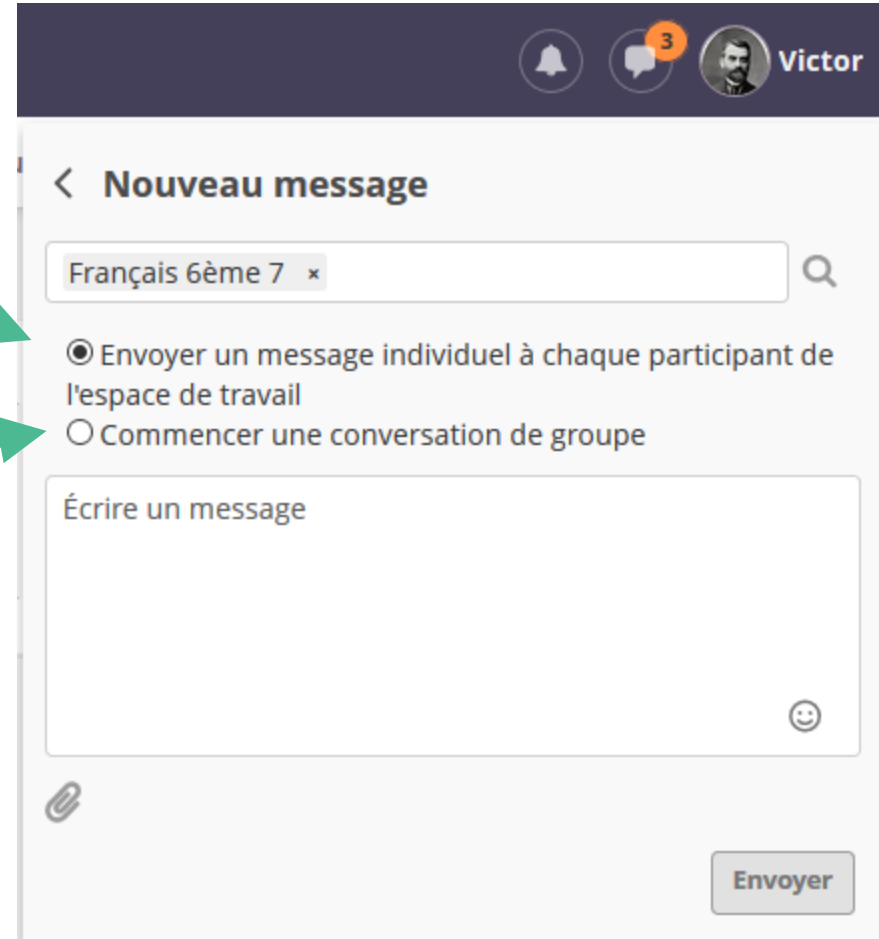 3
Victor
Nouveau message
Français 6ème 7 ×
Envoyer un message individuel à chaque participant de
l'espace de travail
Commencer une conversation de groupe
Écrire un message
Envoyer